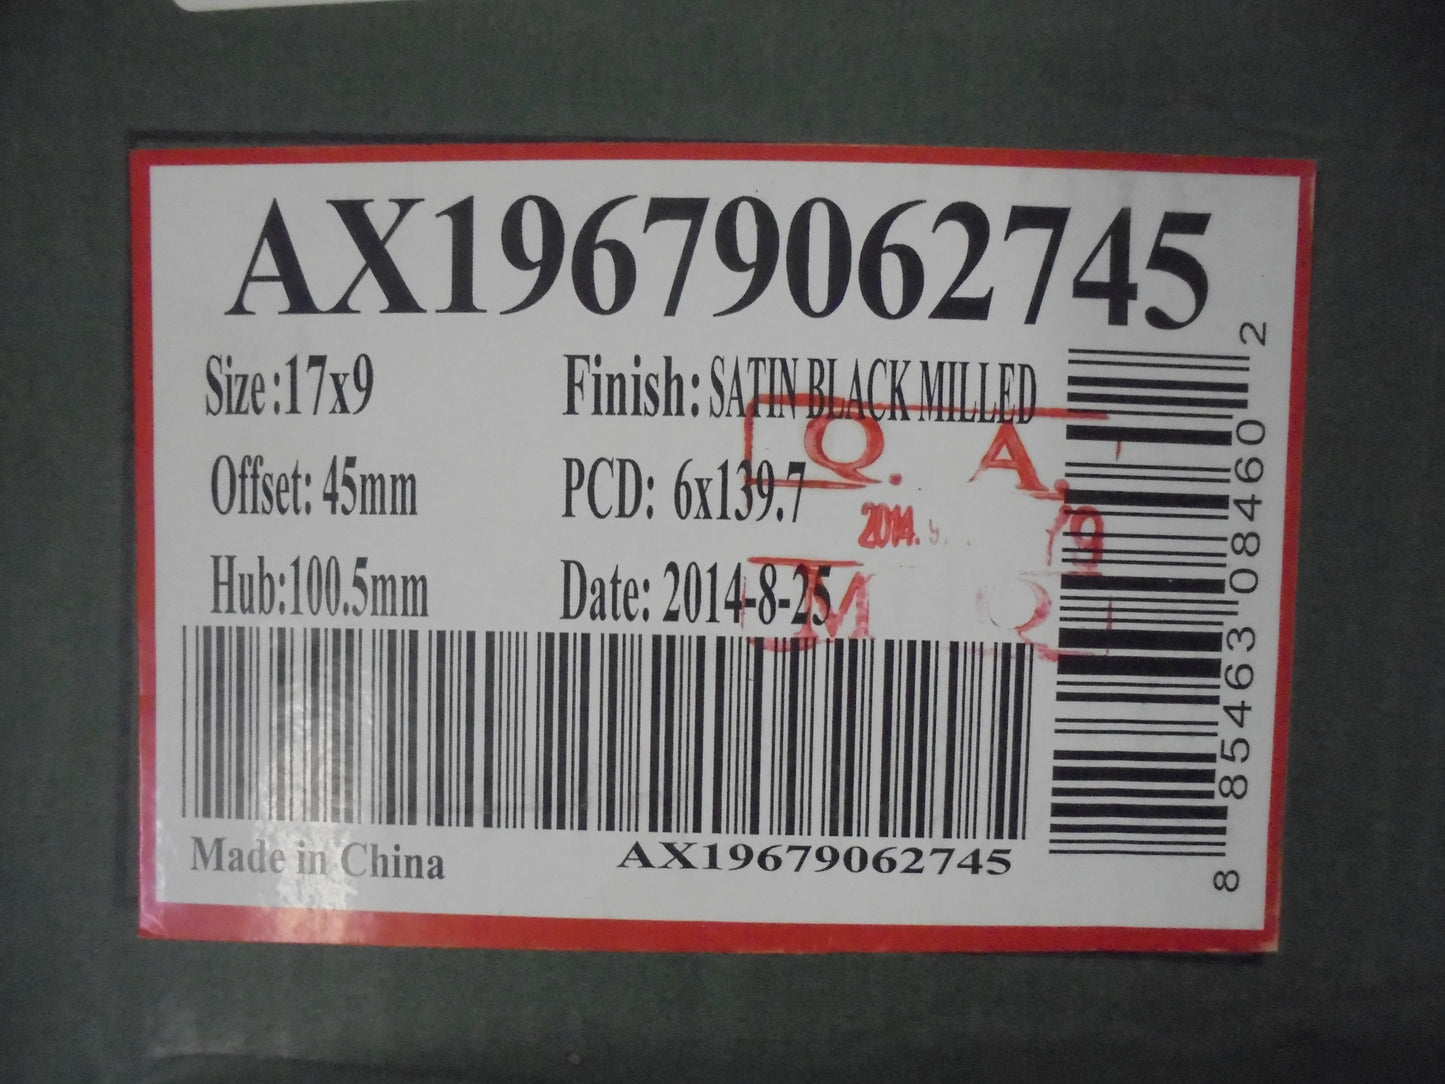 AX19679062745
Size:17x9
Finish: SATIN BLACK MILLED
Offset: 45mm
PCD: 6x139.7
Hub:100.5mm
Date: 2014-8-25
Q. A.
2014.
M
Made in China
AX19679062745
8 85463 08460 2